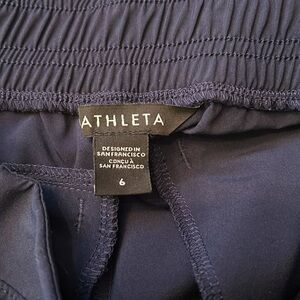 ATHLETA
DESIGNED IN
SAN FRANCISCO
CONÇU À
SAN FRANCISCO
6